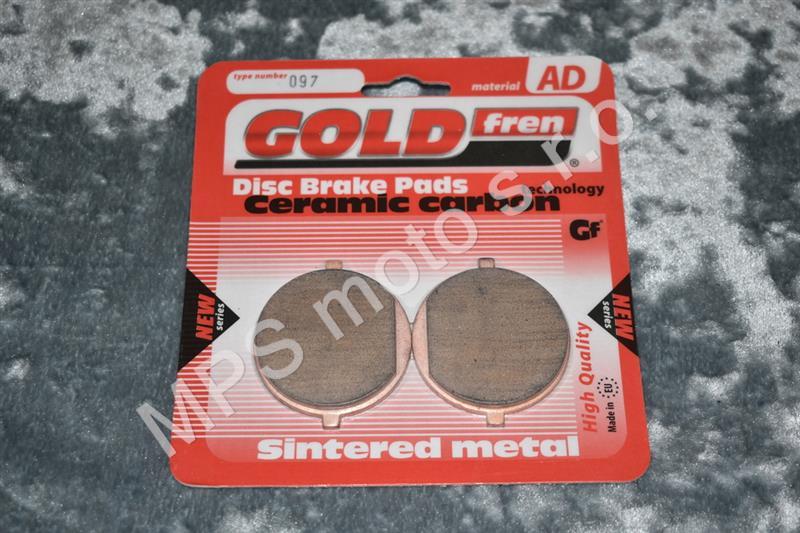 type number 097
material AD
GOLD fren ®
Disc Brake Pads
technology
Ceramic carbon
Gf
NEW series
NEW series
High Quality
Made in EU
Sintered metal
MPS moto s.r.o.